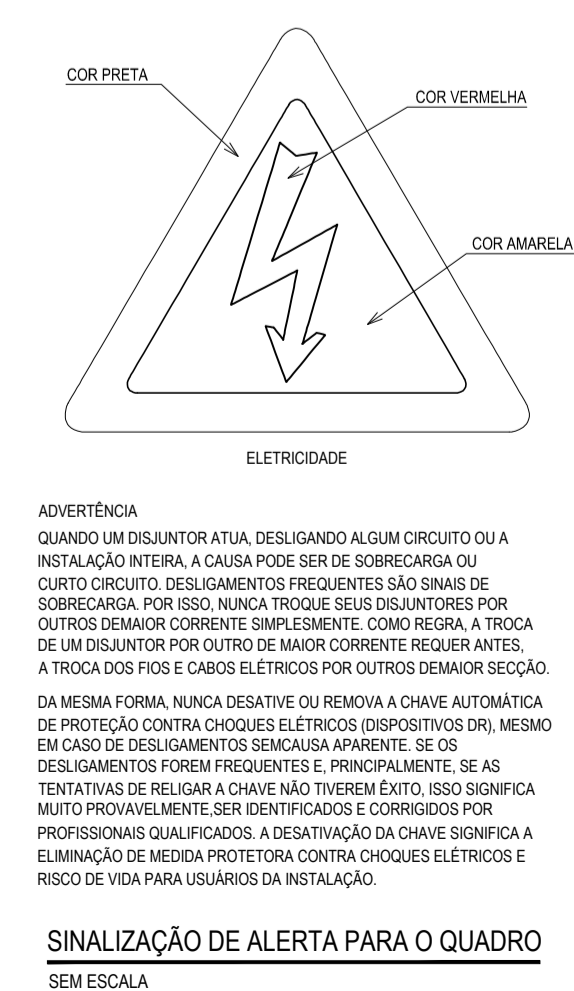 COR PRETA
COR VERMELHA
COR AMARELA
ELETRICIDADE
ADVERTÊNCIA
QUANDO UM DISJUNTOR ATUA, DESLIGANDO ALGUM CIRCUITO OU A
INSTALAÇÃO INTEIRA, A CAUSA PODE SER DE SOBRECARGA OU
CURTO CIRCUITO. DESLIGAMENTOS FREQUENTES SÃO SINAIS DE
SOBRECARGA. POR ISSO, NUNCA TROQUE SEUS DISJUNTORES POR
OUTROS DEMAIOR CORRENTE SIMPLESMENTE. COMO REGRA, A TROCA
DE UM DISJUNTOR POR OUTRO DE MAIOR CORRENTE REQUER ANTES,
A TROCA DOS FIOS E CABOS ELÉTRICOS POR OUTROS DEMAIOR SECÇÃO.
DA MESMA FORMA, NUNCA DESATIVE OU REMOVA A CHAVE AUTOMÁTICA
DE PROTEÇÃO CONTRA CHOQUES ELÉTRICOS (DISPOSITIVOS DR), MESMO
EM CASO DE DESLIGAMENTOS SEMCAUSA APARENTE. SE OS
DESLIGAMENTOS FOREM FREQUENTES E, PRINCIPALMENTE, SE AS
TENTATIVAS DE RELIGAR A CHAVE NÃO TIVEREM ÊXITO, ISSO SIGNIFICA
MUITO PROVAVELMENTE,SER IDENTIFICADOS E CORRIGIDOS POR
PROFISSIONAIS QUALIFICADOS. A DESATIVAÇÃO DA CHAVE SIGNIFICA A
ELIMINAÇÃO DE MEDIDA PROTETORA CONTRA CHOQUES ELÉTRICOS E
RISCO DE VIDA PARA USUÁRIOS DA INSTALAÇÃO.
SINALIZAÇÃO DE ALERTA PARA O QUADRO
SEM ESCALA